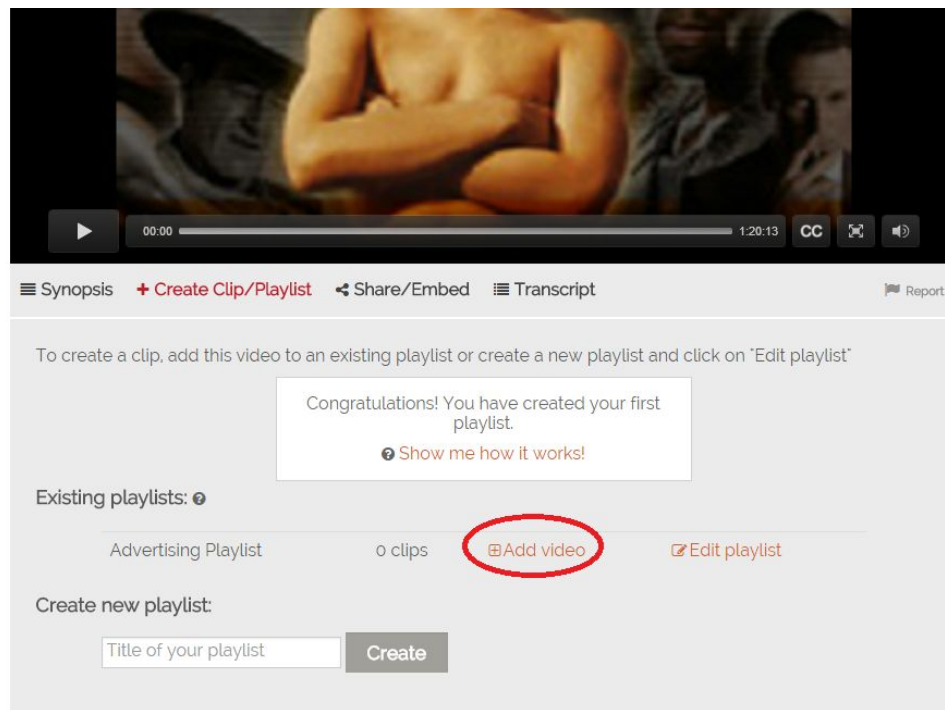 00:00 1:20:13 CC
Synopsis + Create Clip/Playlist Share/Embed Transcript Report
To create a clip, add this video to an existing playlist or create a new playlist and click on "Edit playlist"
Congratulations! You have created your first
playlist.
Show me how it works!
Existing playlists:
Advertising Playlist 0 clips Add video Edit playlist
Create new playlist:
Title of your playlist Create